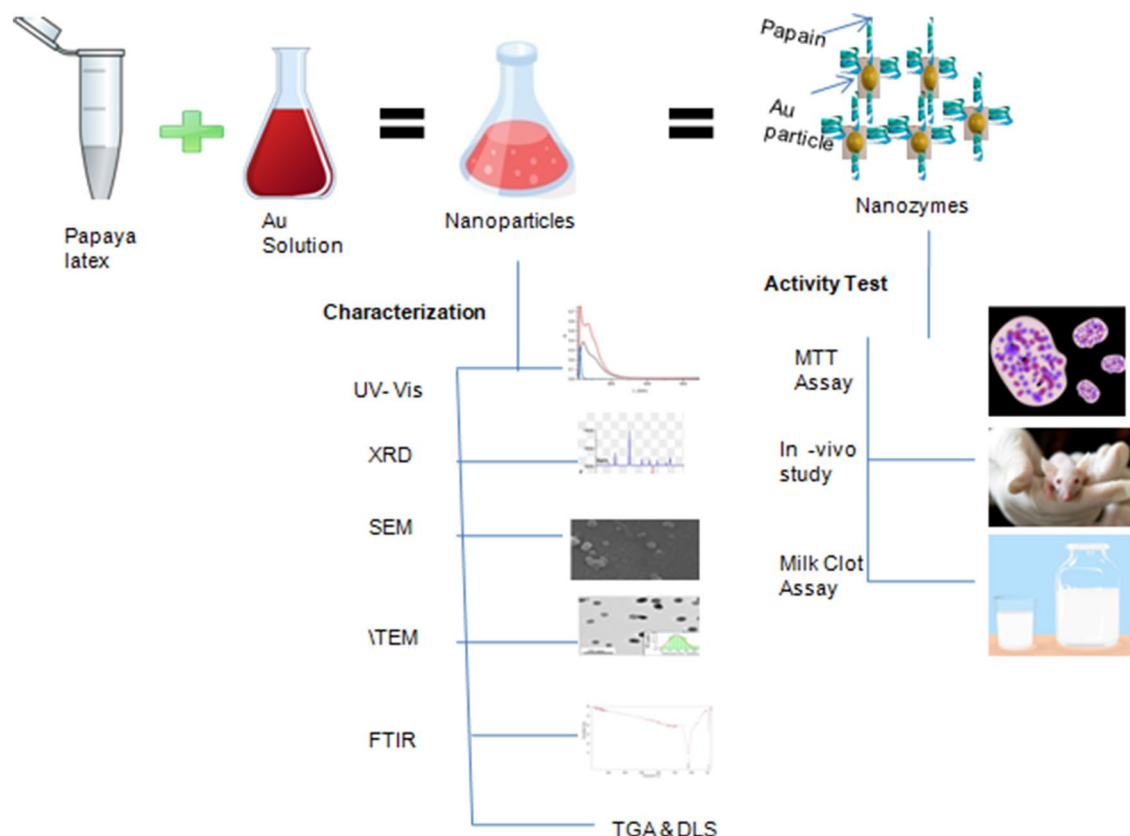 Papain
Au
particle
Papaya
latex
Au
Solution
Nanoparticles
Nanozymes
Characterization
UV- Vis
XRD
SEM
\TEM
FTIR
TGA & DLS
Activity Test
MTT
Assay
In -vivo
study
Milk Clot
Assay